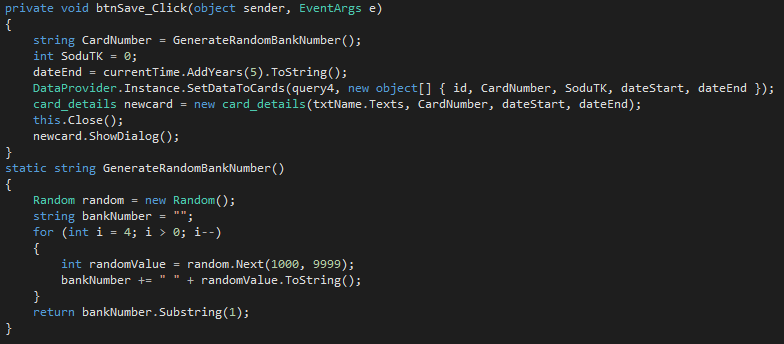 private void btnSave_Click(object sender, EventArgs e)
{
    string CardNumber = GenerateRandomBankNumber();
    int SoduTK = 0;
    dateEnd = currentTime.AddYears(5).ToString();
    DataProvider.Instance.SetDataToCards(query4, new object[] { id, CardNumber, SoduTK, dateStart, dateEnd });
    card_details newcard = new card_details(txtName.Texts, CardNumber, dateStart, dateEnd);
    this.Close();
    newcard.ShowDialog();
}
static string GenerateRandomBankNumber()
{
    Random random = new Random();
    string bankNumber = "";
    for (int i = 4; i > 0; i--)
    {
        int randomValue = random.Next(1000, 9999);
        bankNumber += " " + randomValue.ToString();
    }
    return bankNumber.Substring(1);
}